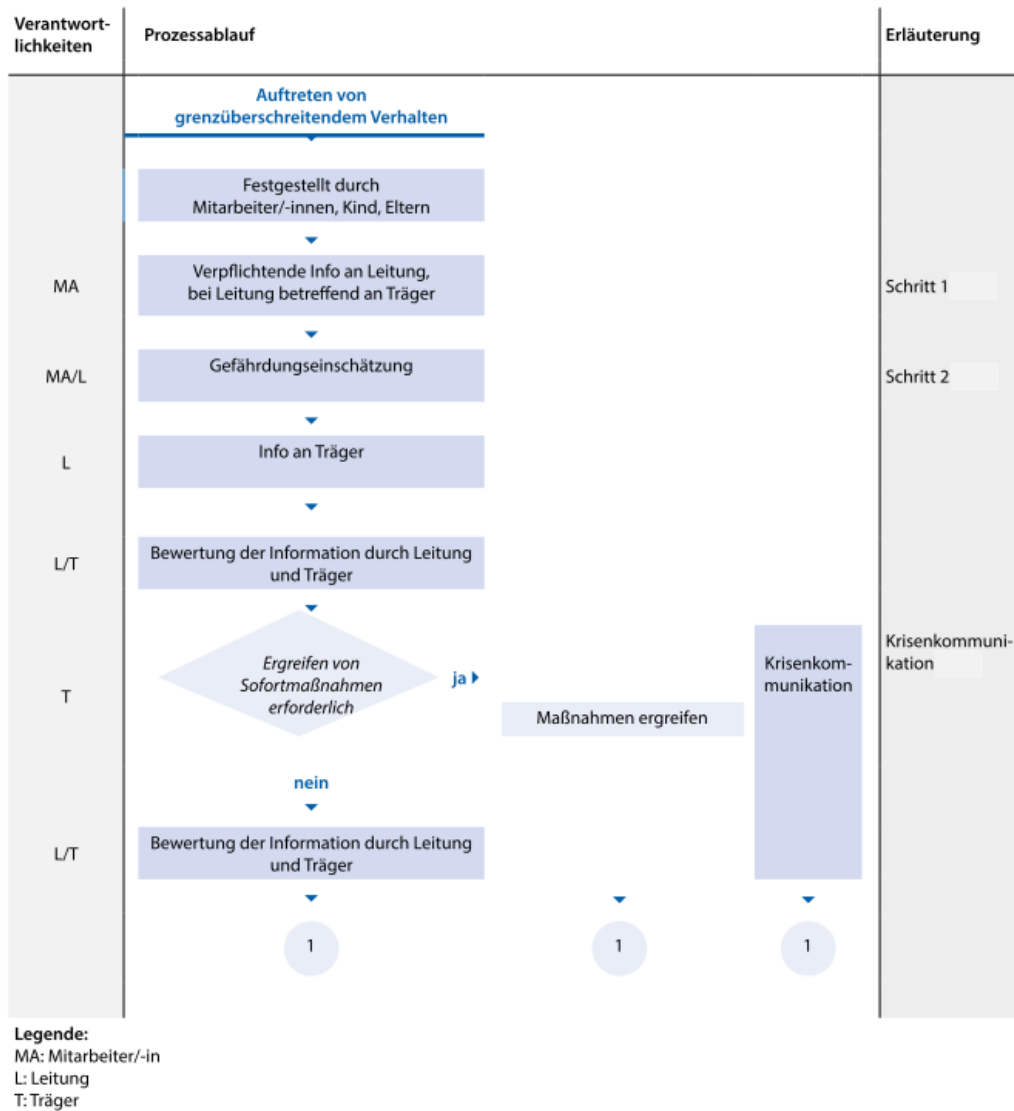 Verantwort-
lichkeiten
Prozessablauf
Erläuterung
Auftreten von
grenzüberschreitendem Verhalten
Festgestellt durch
Mitarbeiter/-innen, Kind, Eltern
MA
Verpflichtende Info an Leitung,
bei Leitung betreffend an Träger
Schritt 1
MA/L
Gefährdungseinschätzung
Schritt 2
L
Info an Träger
L/T
Bewertung der Information durch Leitung
und Träger
T
Ergreifen von
Sofortmaßnahmen
erforderlich
ja
Maßnahmen ergreifen
Krisenkom-
munikation
Krisenkommuni-
kation
nein
L/T
Bewertung der Information durch Leitung
und Träger
1
1
1
Legende:
MA: Mitarbeiter/-in
L: Leitung
T: Träger